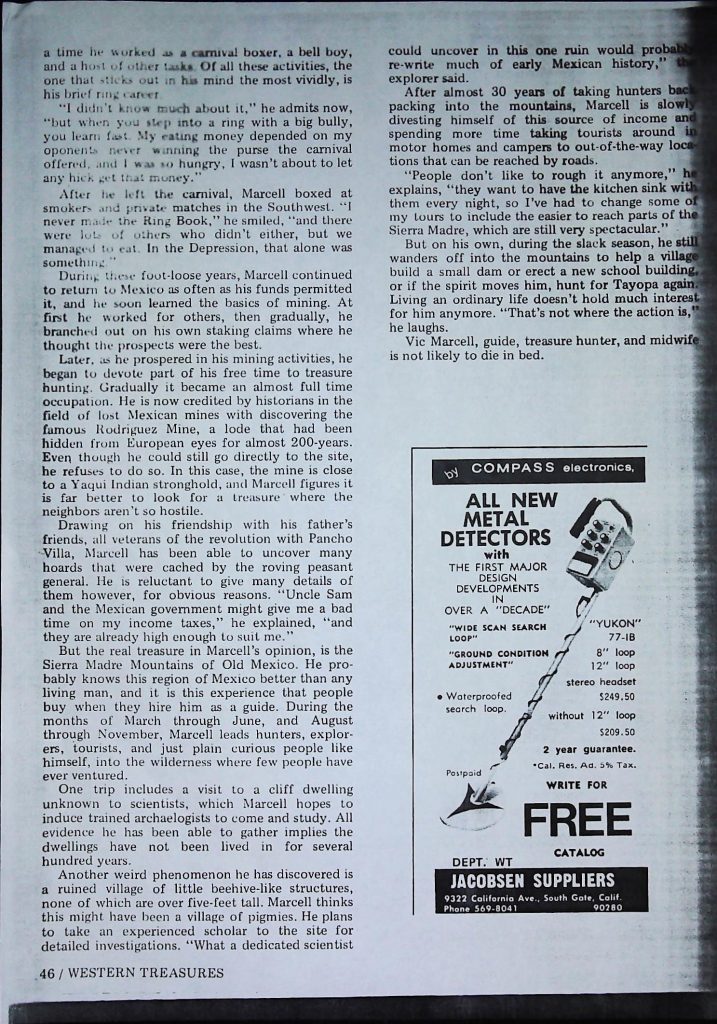 a time he worked as a carnival boxer, a bell boy,
and a host of other tasks. Of all these activities, the
one that sticks out in his mind the most vividly, is
his brief ring career.
"I didn't know much about it," he admits now,
"but when you step into a ring with a big bully,
you learn fast. My eating money depended on my
oponents never winning the purse the carnival
offered, and I was so hungry, I wasn't about to let
any hick get that money."
After he left the carnival, Marcell boxed at
smokers and private matches in the Southwest. "I
never made the Ring Book," he smiled, "and there
were lots of others who didn't either, but we
managed to eat. In the Depression, that alone was
something."
During these foot-loose years, Marcell continued
to return to Mexico as often as his funds permitted
it, and he soon learned the basics of mining. At
first he worked for others, then gradually, he
branched out on his own staking claims where he
thought the prospects were the best.
Later, as he prospered in his mining activities, he
began to devote part of his free time to treasure
hunting. Gradually it became an almost full time
occupation. He is now credited by historians in the
field of lost Mexican mines with discovering the
famous Rodriguez Mine, a lode that had been
hidden from European eyes for almost 200-years.
Even though he could still go directly to the site,
he refuses to do so. In this case, the mine is close
to a Yaqui Indian stronghold, and Marcell figures it
is far better to look for a treasure where the
neighbors aren't so hostile.
Drawing on his friendship with his father's
friends, all veterans of the revolution with Pancho
Villa, Marcell has been able to uncover many
hoards that were cached by the roving peasant
general. He is reluctant to give many details of
them however, for obvious reasons. "Uncle Sam
and the Mexican government might give me a bad
time on my income taxes," he explained, "and
they are already high enough to suit me."
But the real treasure in Marcell's opinion, is the
Sierra Madre Mountains of Old Mexico. He pro-
bably knows this region of Mexico better than any
living man, and it is this experience that people
buy when they hire him as a guide. During the
months of March through June, and August
through November, Marcell leads hunters, explor-
ers, tourists, and just plain curious people like
himself, into the wilderness where few people have
ever ventured.
One trip includes a visit to a cliff dwelling
unknown to scientists, which Marcell hopes to
induce trained archaelogists to come and study. All
evidence he has been able to gather implies the
dwellings have not been lived in for several
hundred years.
Another weird phenomenon he has discovered is
a ruined village of little beehive-like structures,
none of which are over five-feet tall. Marcell thinks
this might have been a village of pigmies. He plans
to take an experienced scholar to the site for
detailed investigations. "What a dedicated scientist
could uncover in this one ruin would probably
re-write much of early Mexican history," the
explorer said.
After almost 30 years of taking hunters back
packing into the mountains, Marcell is slowly
divesting himself of this source of income and
spending more time taking tourists around in
motor homes and campers to out-of-the-way loca-
tions that can be reached by roads.
"People don't like to rough it anymore," he
explains, "they want to have the kitchen sink with
them every night, so I've had to change some of
my tours to include the easier to reach parts of the
Sierra Madre, which are still very spectacular."
But on his own, during the slack season, he still
wanders off into the mountains to help a village
build a small dam or erect a new school building,
or if the spirit moves him, hunt for Tayopa again.
Living an ordinary life doesn't hold much interest
for him anymore. "That's not where the action is,"
he laughs.
Vic Marcell, guide, treasure hunter, and midwife
is not likely to die in bed.
by COMPASS electronics,
ALL NEW
METAL
DETECTORS
with
THE FIRST MAJOR
DESIGN
DEVELOPMENTS
IN
OVER A "DECADE"
"WIDE SCAN SEARCH
LOOP"
"GROUND CONDITION
ADJUSTMENT"
• Waterproofed
search loop.
"YUKON"
77-1B
8" loop
12" loop
stereo headset
$249.50
without 12" loop
$209.50
2 year guarantee.
*Cal. Res. Ad. 5% Tax.
Postpaid
WRITE FOR
FREE
CATALOG
DEPT. WT
JACOBSEN SUPPLIERS
9322 California Ave., South Gate, Calif.
Phone 569-8041 90280
46 / WESTERN TREASURES